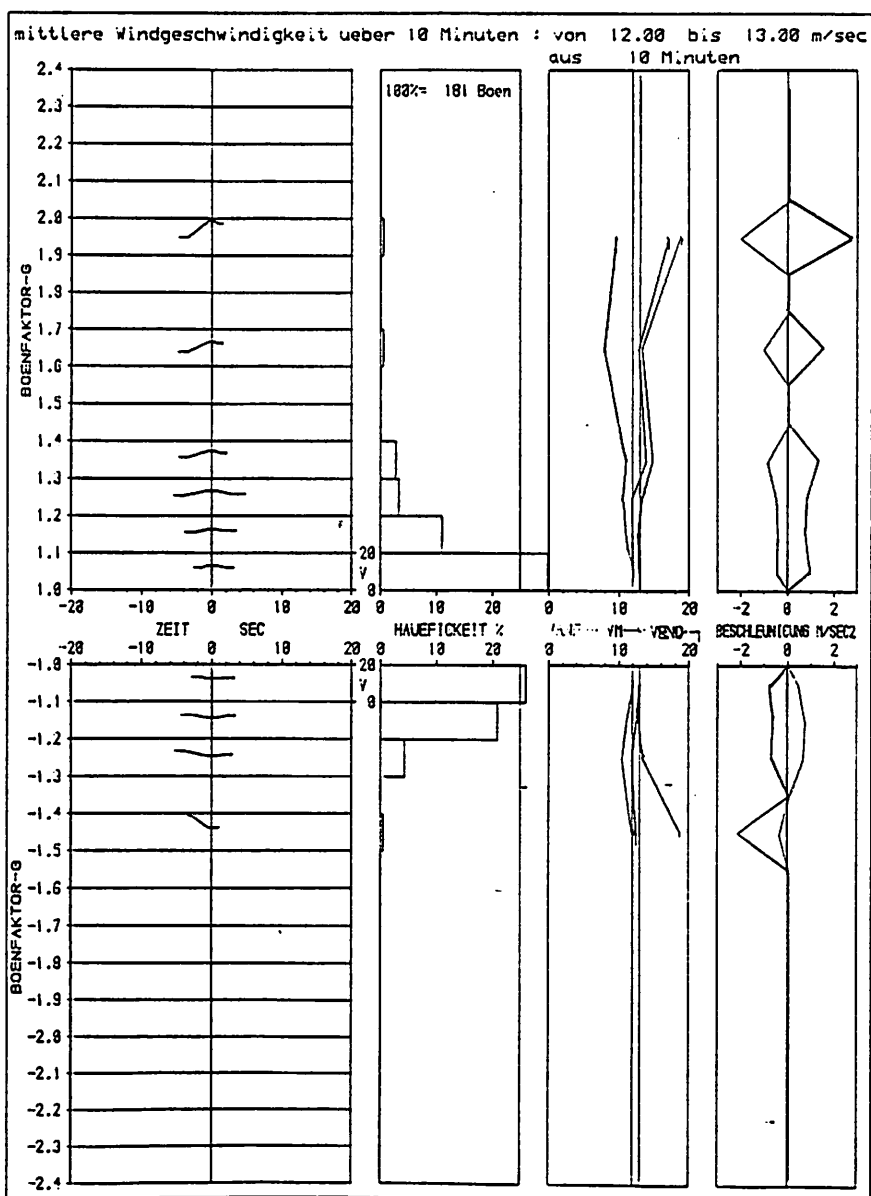 mittlere Windgeschwindigkeit ueber 10 Minuten : von 12.00 bis 13.00 m/sec
aus 10 Minuten
100%= 181 Boen
BOENFAKTOR-G
2.4
2.3
2.2
2.1
2.0
1.9
1.8
1.7
1.6
1.5
1.4
1.3
1.2
1.1
1.0
20
V
0
-20 -10 0 10 20
0 10 20
0 10 20
-2 0 2
ZEIT SEC
HAUEFICKEIT %
VM
VEND
BESCHLEUNICUNG M/SEC2
-20 -10 0 10 20
0 10 20
0 10 20
-2 0 2
BOENFAKTOR-G
-1.0
-1.1
-1.2
-1.3
-1.4
-1.5
-1.6
-1.7
-1.8
-1.9
-2.0
-2.1
-2.2
-2.3
-2.4
20
V
0